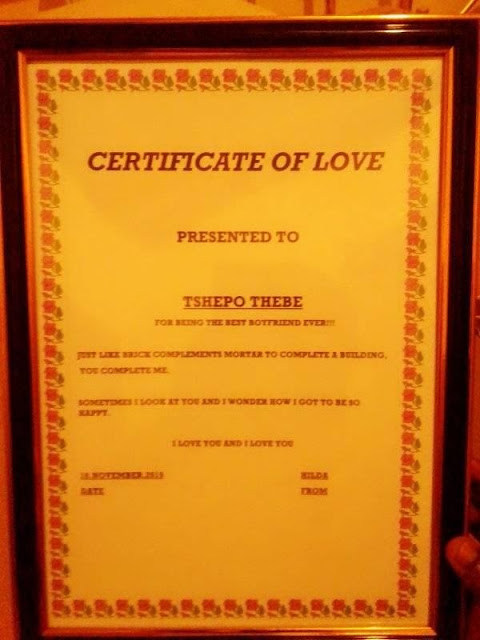 CERTIFICATE OF LOVE
PRESENTED TO
TSHEPO THEBE
FOR BEING THE BEST BOYFRIEND EVER!!!
JUST LIKE BRICK COMPLEMENTS MORTAR TO COMPLETE A BUILDING,
YOU COMPLETE ME.
SOMETIMES I LOOK AT YOU AND I WONDER HOW I GOT TO BE SO
HAPPY.
I LOVE YOU AND I LOVE YOU
NOVEMBER HILDA
DATE FROM